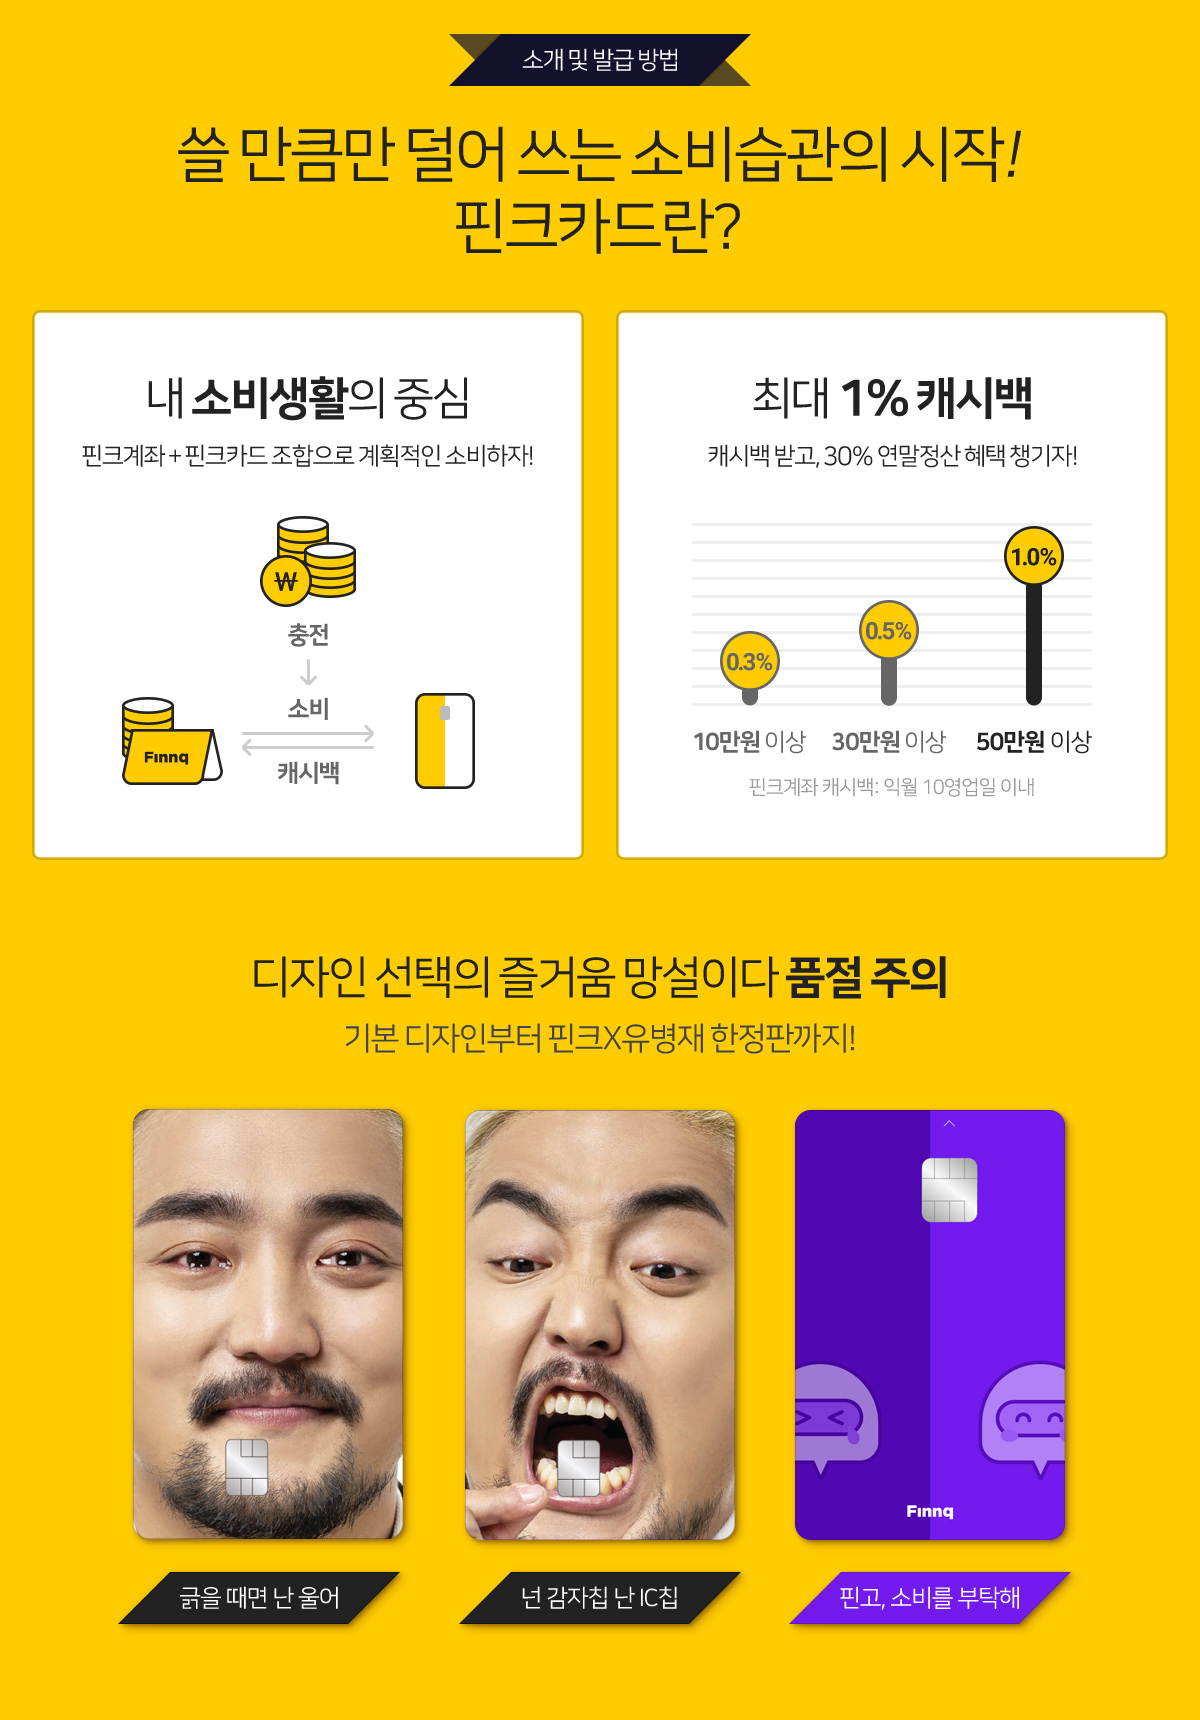 소개 및 발급 방법
쓸 만큼만 덜어 쓰는 소비습관의 시작!
핀크카드란?
내 소비생활의 중심
핀크계좌 + 핀크카드 조합으로 계획적인 소비하자!
₩
충전
소비
Finnq
캐시백
최대 1% 캐시백
캐시백 받고, 30% 연말정산 혜택 챙기자!
1.0%
0.5%
0.3%
10만원 이상 30만원 이상 50만원 이상
핀크계좌 캐시백: 익월 10영업일 이내
디자인 선택의 즐거움 망설이다 품절 주의
기본 디자인부터 핀크X유병재 한정판까지!
Finnq
긁을 때면 난 울어
넌 감자칩 난 IC칩
핀고, 소비를 부탁해